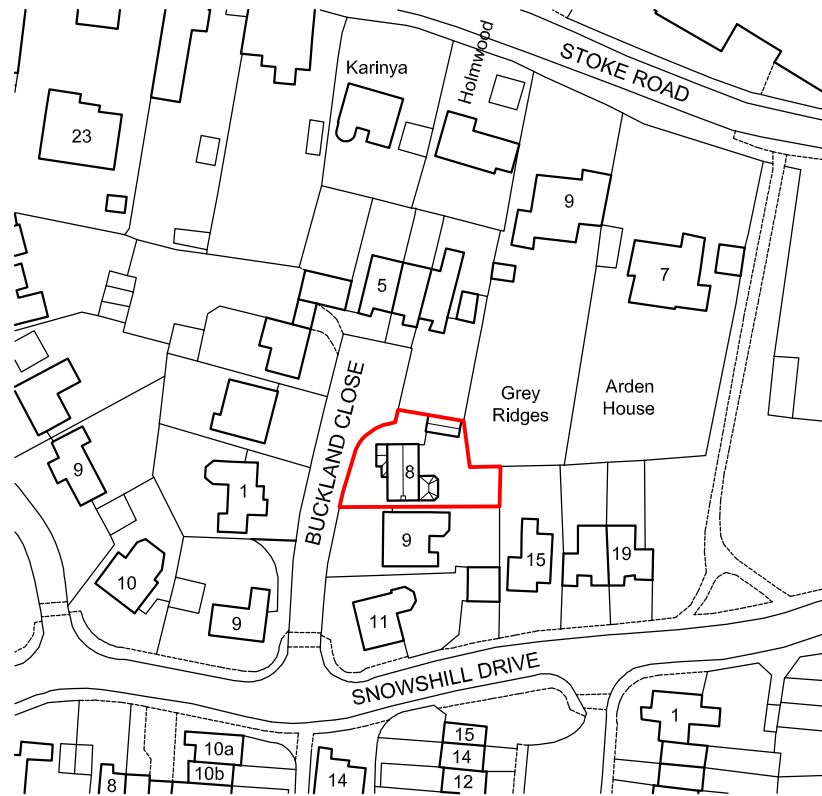 STOKE ROAD
Karinya
Holmwood
23
9
7
5
Grey
Ridges
Arden
House
BUCKLAND CLOSE
9
1
8
9
15
19
10
9
11
SNOWSHILL DRIVE
1
10a
15
14
10b
8
14
12